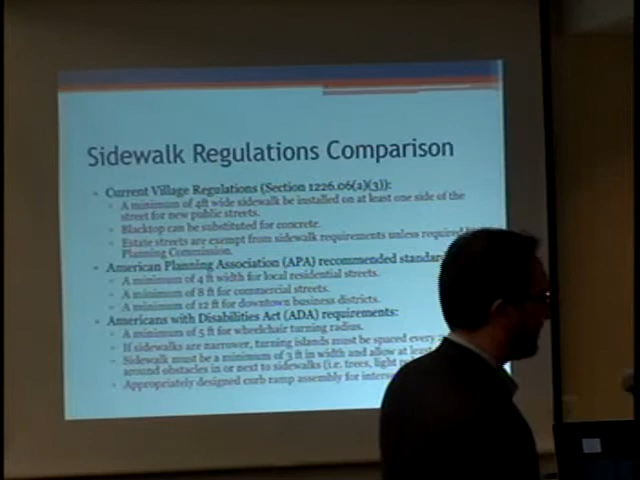 Sidewalk Regulations Comparison
Current Village Regulations (Section 1226.06(a)(3)):
A minimum of 4ft wide sidewalk be installed on at least one side of the
street for new public streets.
Blacktop can be substituted for concrete.
Estate streets are exempt from sidewalk requirements unless required
Planning Commission.
American Planning Association (APA) recommended standar
A minimum of 4 ft width for local residential streets.
A minimum of 8 ft for commercial streets.
A minimum of 12 ft for downtown business districts.
Americans with Disabilities Act (ADA) requirements:
A minimum of 5 ft for wheelchair turning radius.
If sidewalks are narrower, turning islands must be spaced every
Sidewalk must be a minimum of 3 ft in width and allow at least
around obstacles in or next to sidewalks (i.e. trees, light
Appropriately designed curb ramp assembly for